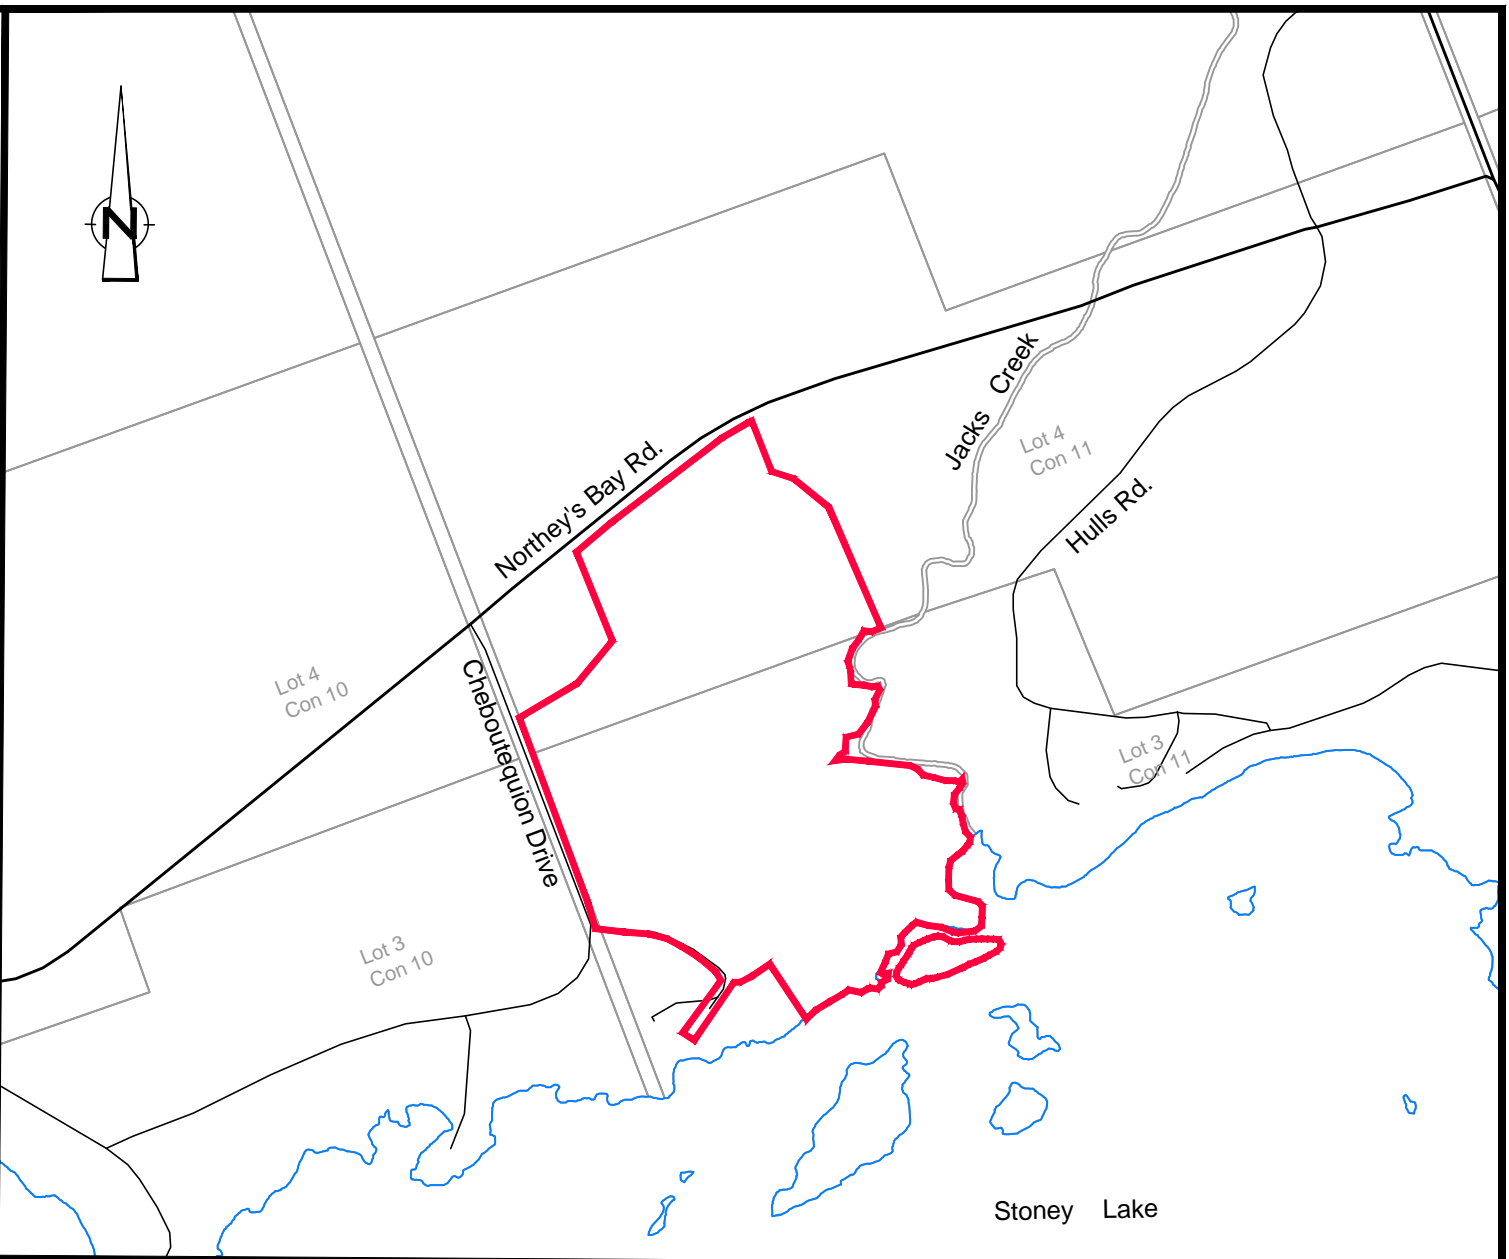 N
Jacks Creek
Lot 4
Con 11
Northey's Bay Rd.
Hulls Rd.
Lot 4
Con 10
Cheboutequion Drive
Lot 3
Con 11
Lot 3
Con 10
Stoney Lake